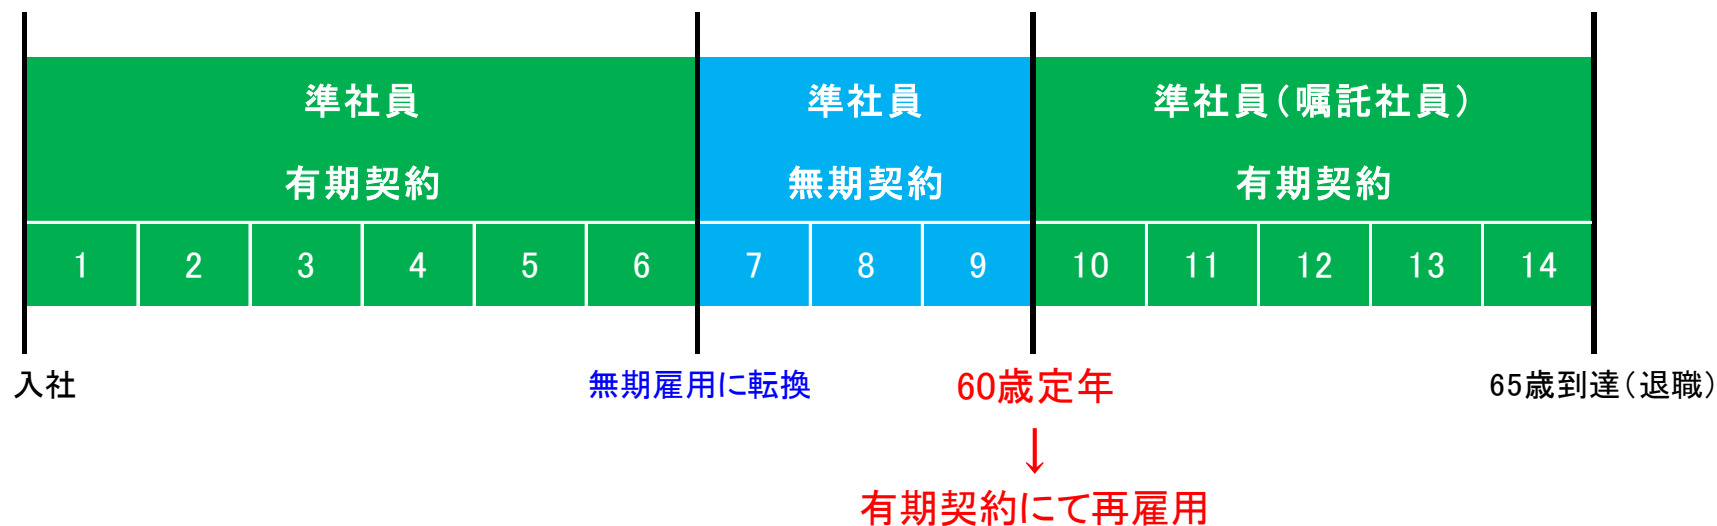 準社員
有期契約
準社員
無期契約
準社員(嘱託社員)
有期契約
1 2 3 4 5 6 7 8 9 10 11 12 13 14
入社
無期雇用に転換
60歳定年
65歳到達(退職)
↓
有期契約にて再雇用